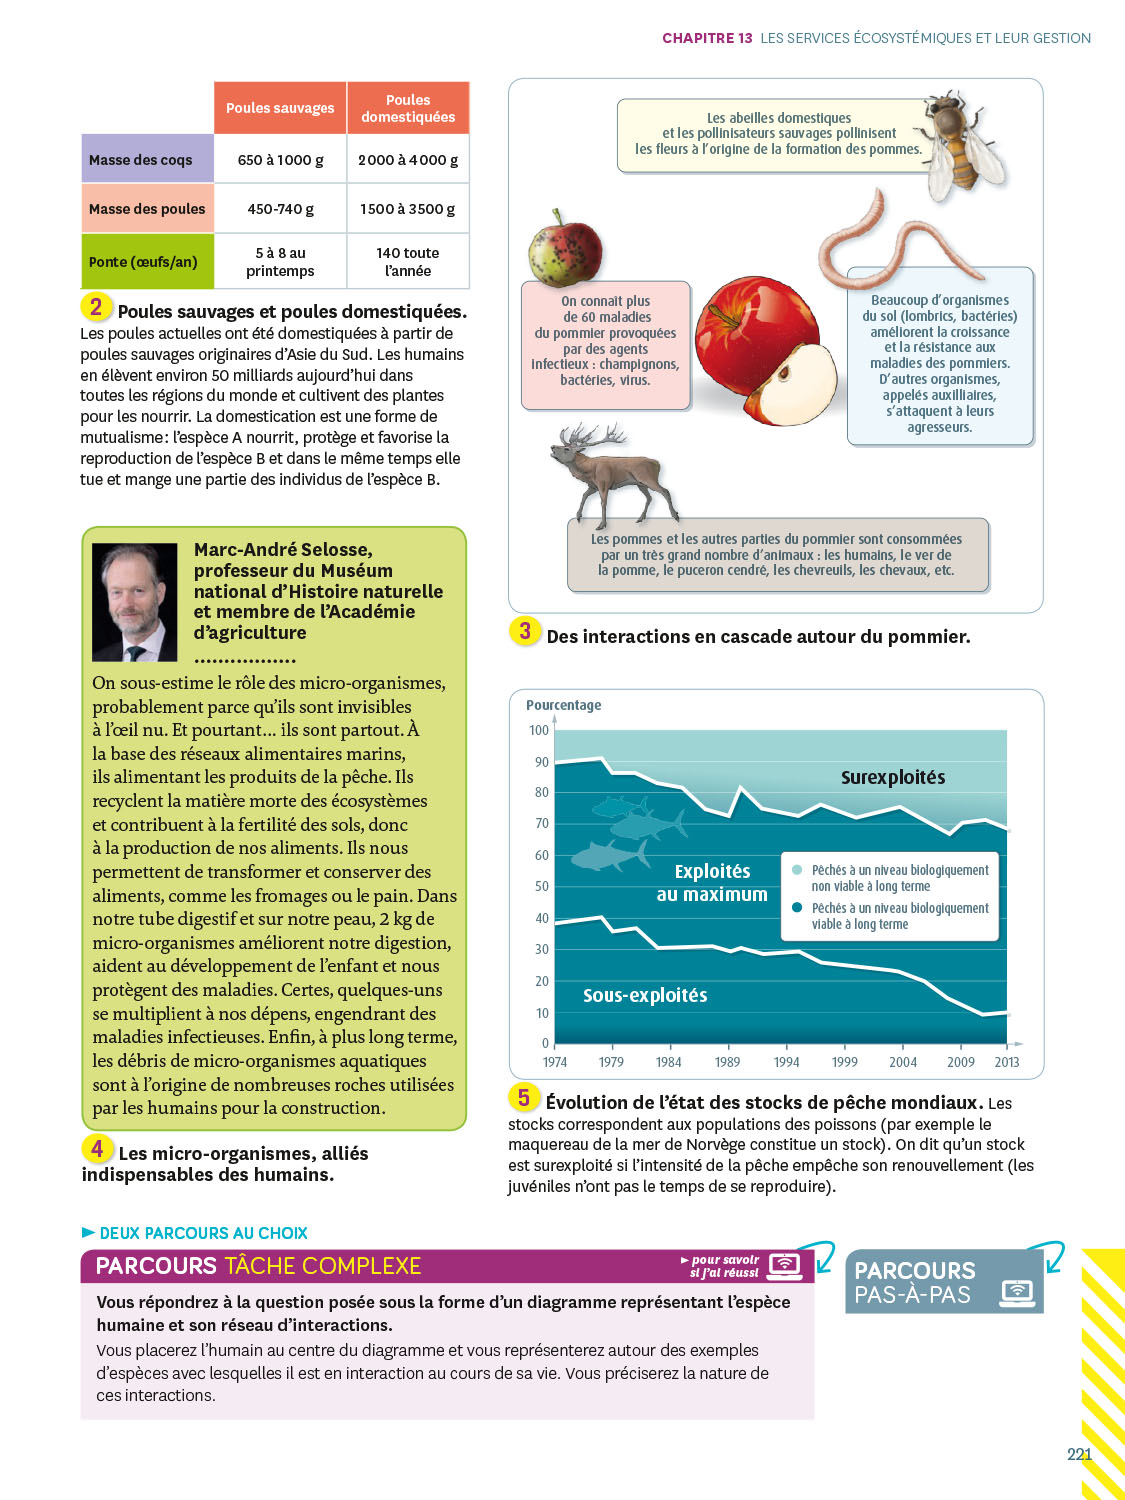 CHAPITRE 13 LES SERVICES ÉCOSYSTÉMIQUES ET LEUR GESTION
Poules sauvages
Poules
domestiquées
Masse des coqs
650 à 1 000 g
2 000 à 4 000 g
Masse des poules
450-740 g
1 500 à 3 500 g
Ponte (œufs/an)
5 à 8 au
printemps
140 toute
l’année
2 Poules sauvages et poules domestiquées.
Les poules actuelles ont été domestiquées à partir de
poules sauvages originaires d’Asie du Sud. Les humains
en élèvent environ 50 milliards aujourd’hui dans
toutes les régions du monde et cultivent des plantes
pour les nourrir. La domestication est une forme de
mutualisme : l’espèce A nourrit, protège et favorise la
reproduction de l’espèce B et dans le même temps elle
tue et mange une partie des individus de l’espèce B.
Marc-André Selosse,
professeur du Muséum
national d’Histoire naturelle
et membre de l’Académie
d’agriculture
.................
On sous-estime le rôle des micro-organismes,
probablement parce qu’ils sont invisibles
à l’œil nu. Et pourtant... ils sont partout. À
la base des réseaux alimentaires marins,
ils alimentant les produits de la pêche. Ils
recyclent la matière morte des écosystèmes
et contribuent à la fertilité des sols, donc
à la production de nos aliments. Ils nous
permettent de transformer et conserver des
aliments, comme les fromages ou le pain. Dans
notre tube digestif et sur notre peau, 2 kg de
micro-organismes améliorent notre digestion,
aident au développement de l’enfant et nous
protègent des maladies. Certes, quelques-uns
se multiplient à nos dépens, engendrant des
maladies infectieuses. Enfin, à plus long terme,
les débris de micro-organismes aquatiques
sont à l’origine de nombreuses roches utilisées
par les humains pour la construction.
4 Les micro-organismes, alliés
indispensables des humains.
Les abeilles domestiques
et les pollinisateurs sauvages pollinisent
les fleurs à l’origine de la formation des pommes.
On connaît plus
de 60 maladies
du pommier provoquées
par des agents
infectieux : champignons,
bactéries, virus.
Beaucoup d’organismes
du sol (lombrics, bactéries)
améliorent la croissance
et la résistance aux
maladies des pommiers.
D’autres organismes,
appelés auxilliaires,
s’attaquent à leurs
agresseurs.
Les pommes et les autres parties du pommier sont consommées
par un très grand nombre d’animaux : les humains, le ver de
la pomme, le puceron cendré, les chevreuils, les chevaux, etc.
3 Des interactions en cascade autour du pommier.
Pourcentage
100
90
80
70
60
50
40
30
20
10
0
Surexploités
Exploités
au maximum
Sous-exploités
Pêchés à un niveau biologiquement
non viable à long terme
Pêchés à un niveau biologiquement
viable à long terme
1974 1979 1984 1989 1994 1999 2004 2009 2013
5 Évolution de l’état des stocks de pêche mondiaux. Les
stocks correspondent aux populations des poissons (par exemple le
maquereau de la mer de Norvège constitue un stock). On dit qu’un stock
est surexploité si l’intensité de la pêche empêche son renouvellement (les
juvéniles n’ont pas le temps de se reproduire).
► DEUX PARCOURS AU CHOIX
PARCOURS TÂCHE COMPLEXE
► pour savoir
si j’ai réussi
Vous répondrez à la question posée sous la forme d’un diagramme représentant l’espèce
humaine et son réseau d’interactions.
Vous placerez l’humain au centre du diagramme et vous représenterez autour des exemples
d’espèces avec lesquelles il est en interaction au cours de sa vie. Vous préciserez la nature de
ces interactions.
PARCOURS
PAS-À-PAS
221